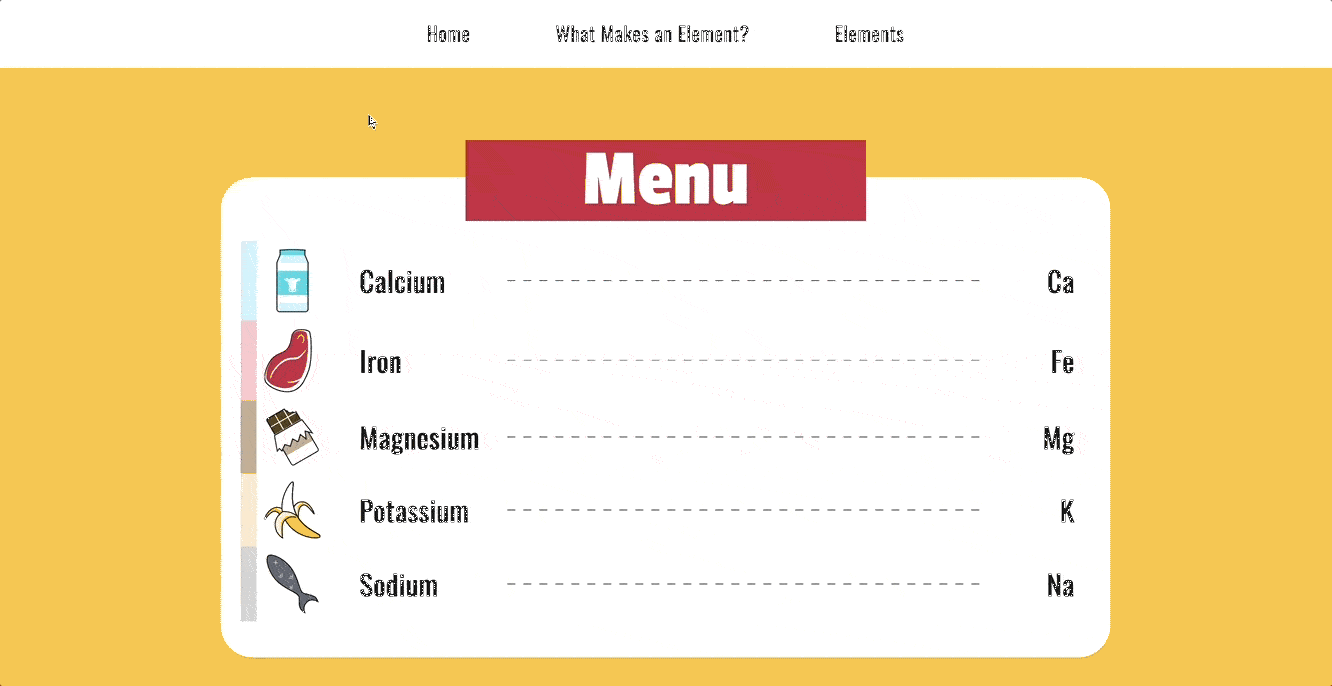 Home What Makes an Element? Elements
Menu
Calcium Ca
Iron Fe
Magnesium Mg
Potassium K
Sodium Na